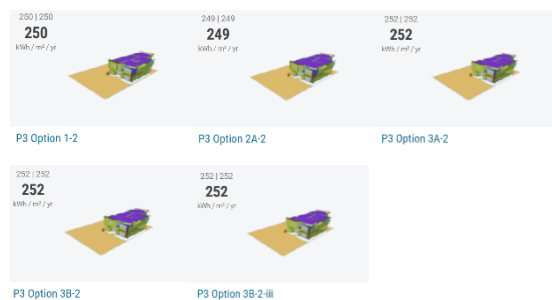 250 | 250
250
kWh / m² / yr
P3 Option 1-2
249 | 249
249
kWh / m² / yr
P3 Option 2A-2
252 | 252
252
kWh / m² / yr
P3 Option 3A-2
252 | 252
252
kWh / m² / yr
P3 Option 3B-2
252 | 252
252
kWh / m² / yr
P3 Option 3B-2-iii